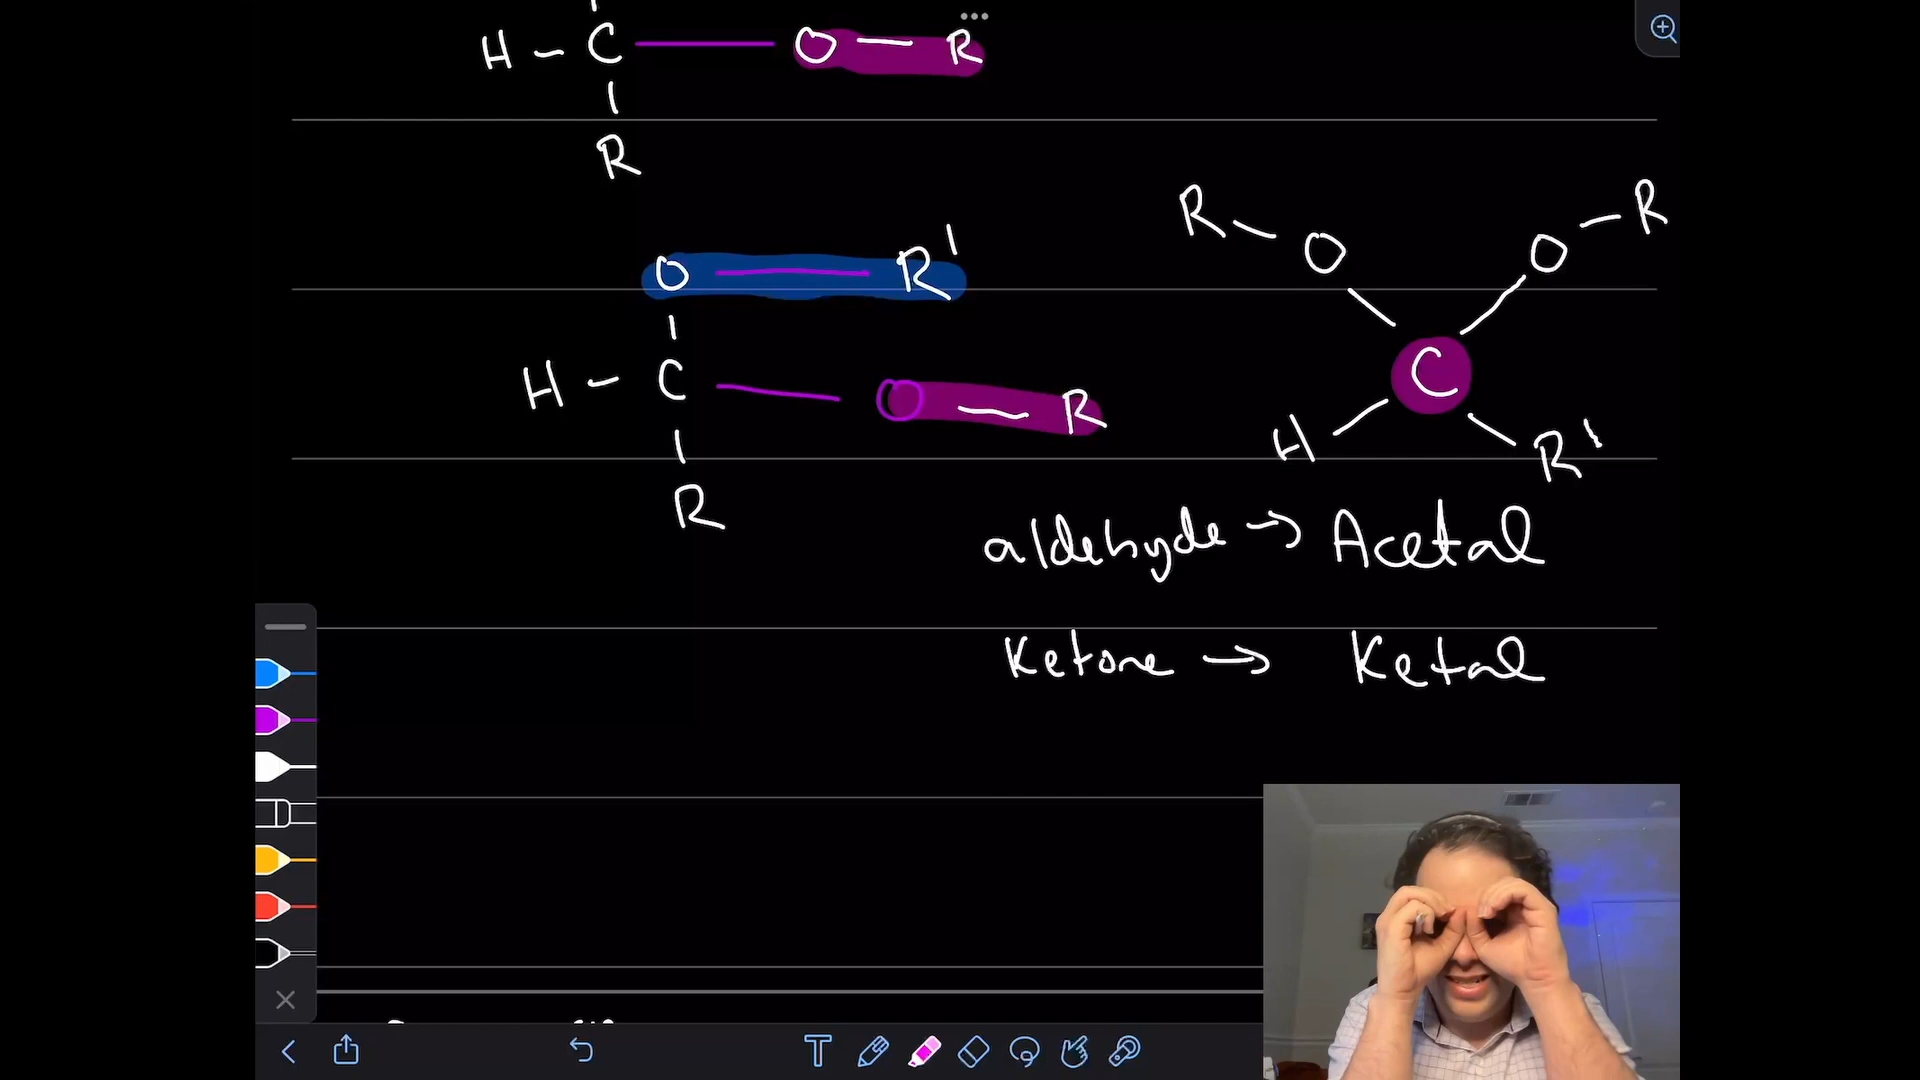 H - C — O - R
R
R - O O - R
O — R'
C
H - C — O - R
H R'
R
aldehyde → Acetal
Ketone → Ketal
T